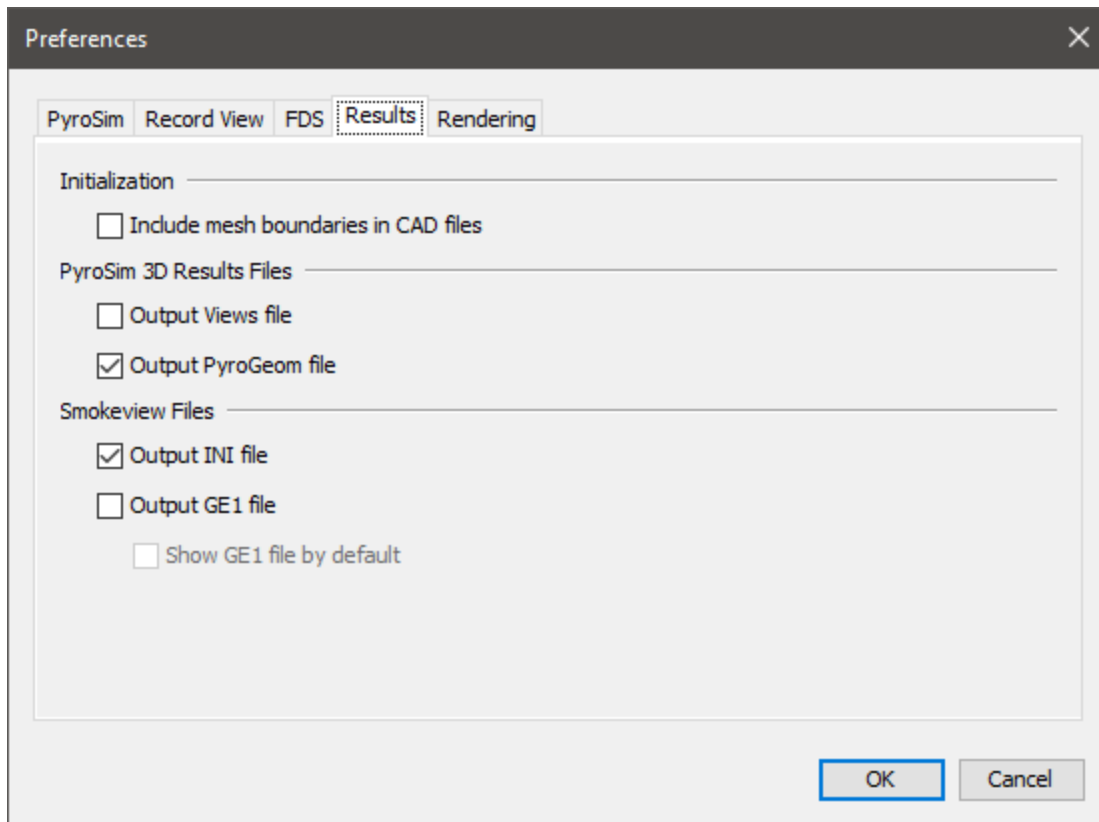 Preferences
PyroSim Record View FDS Results Rendering
Initialization
Include mesh boundaries in CAD files
PyroSim 3D Results Files
Output Views file
Output PyroGeom file
Smokeview Files
Output INI file
Output GE1 file
Show GE1 file by default
OK Cancel